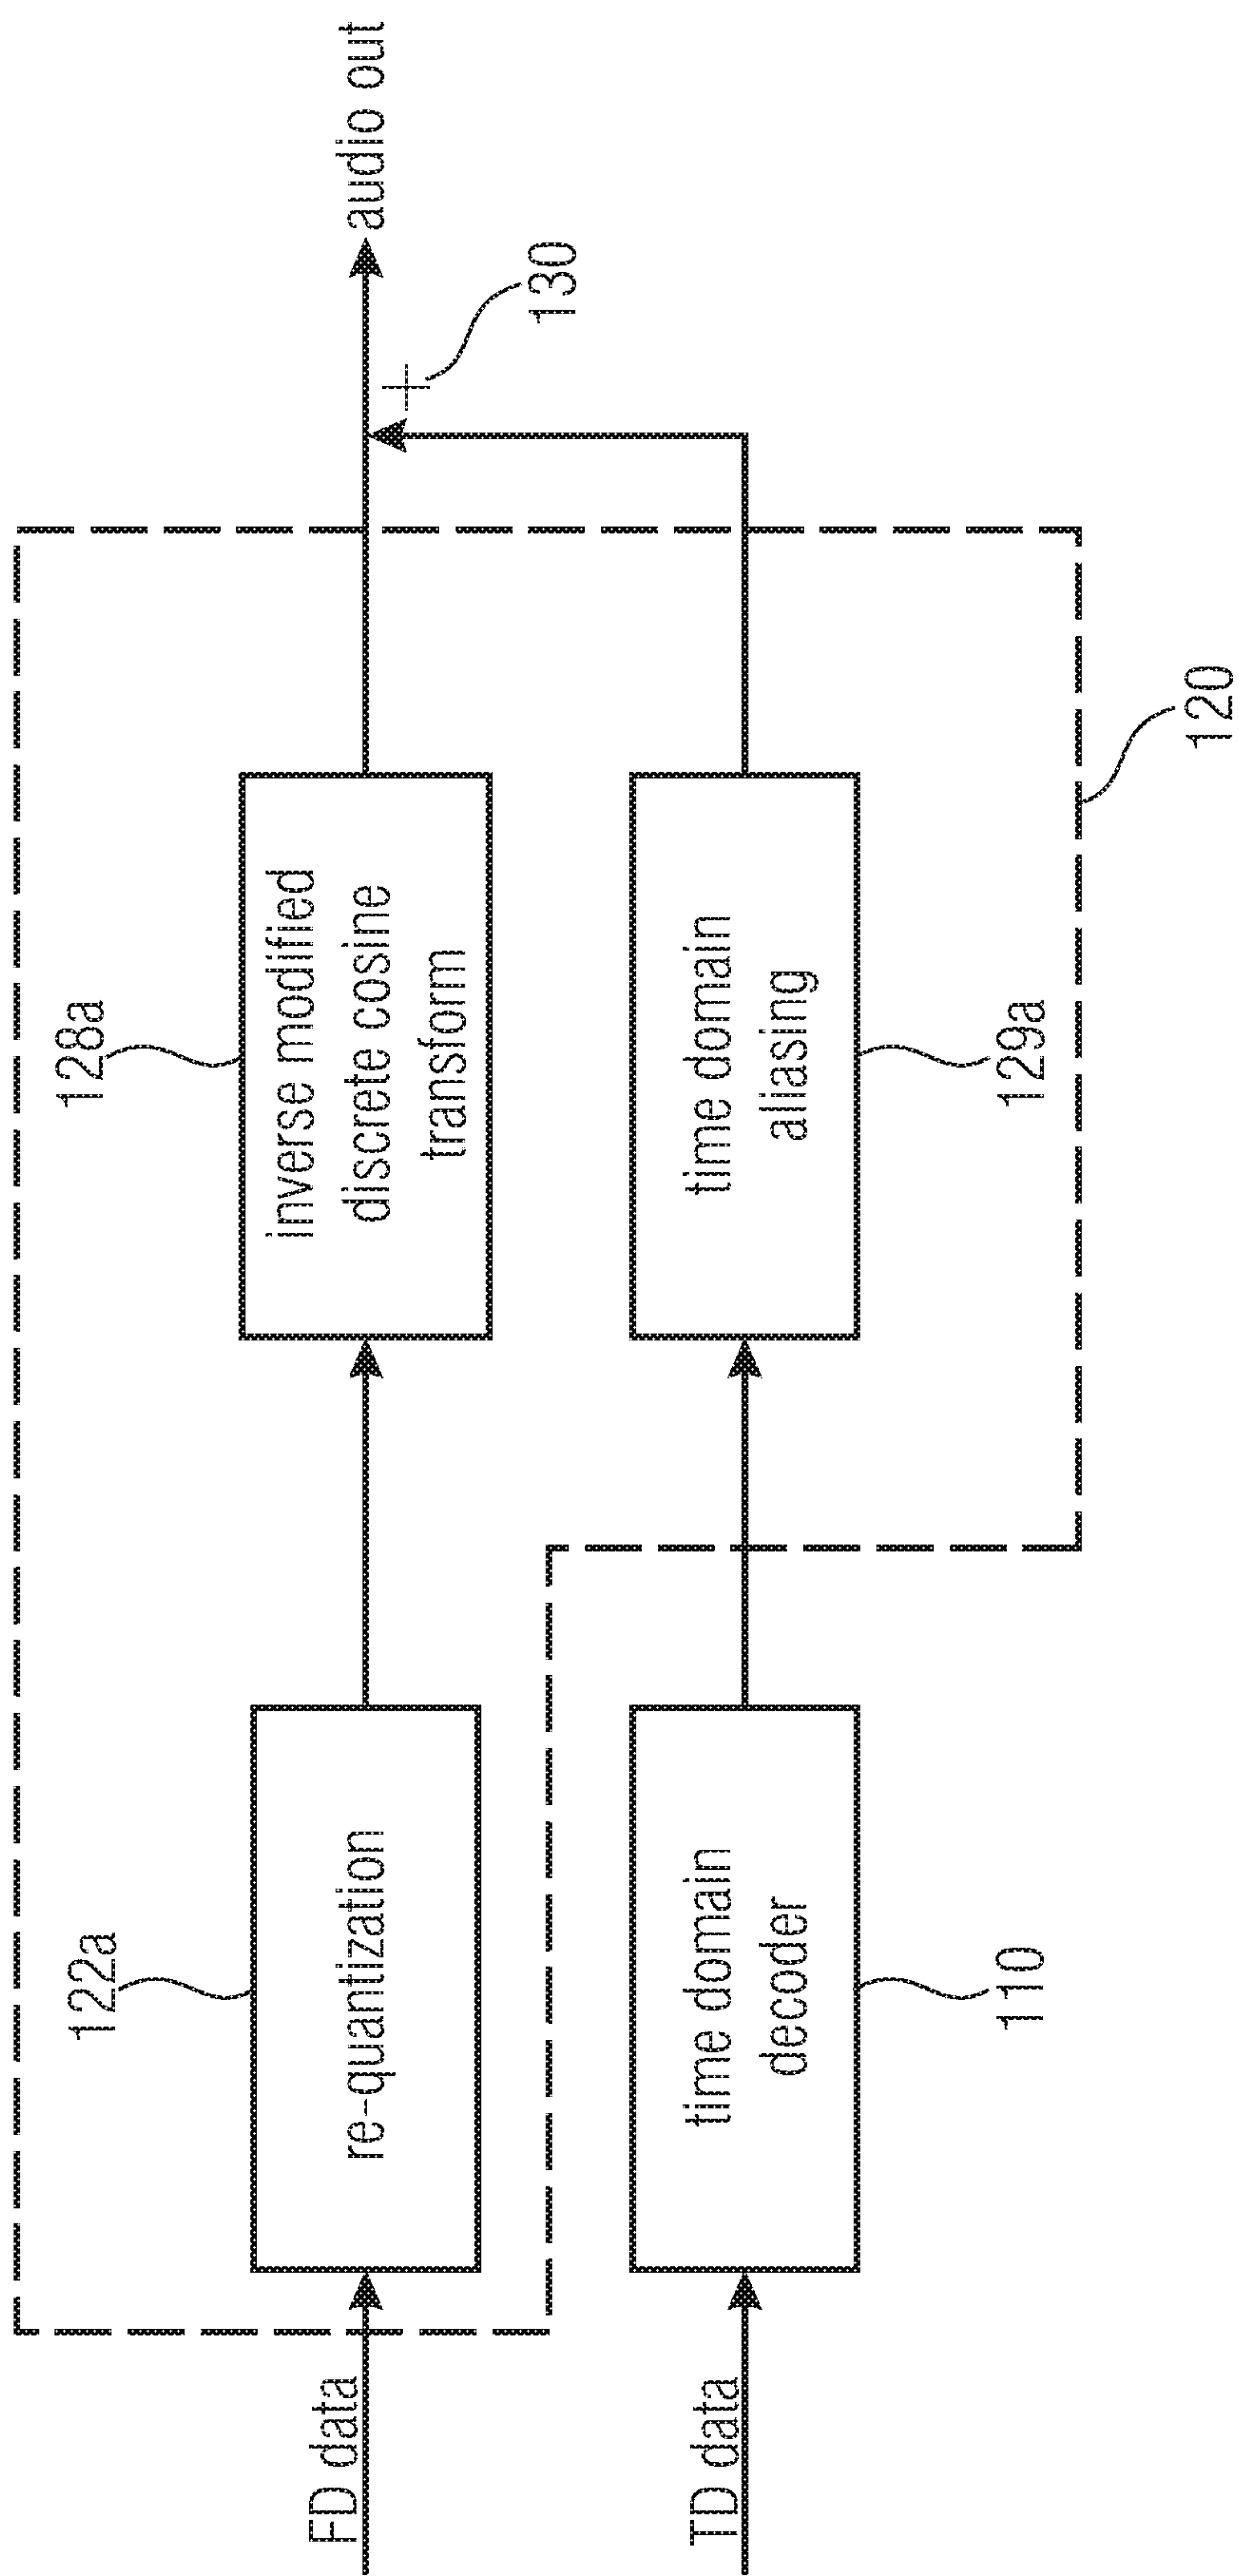 122a
128a
FD data
re-quantization
inverse modified
discrete cosine
transform
audio out
+
130
TD data
time domain
decoder
time domain
aliasing
110
129a
120